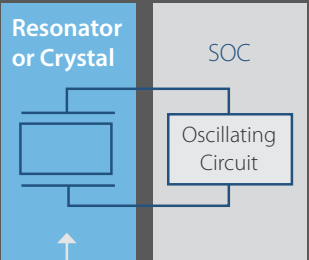 Resonator
or Crystal
SOC
Oscillating
Circuit